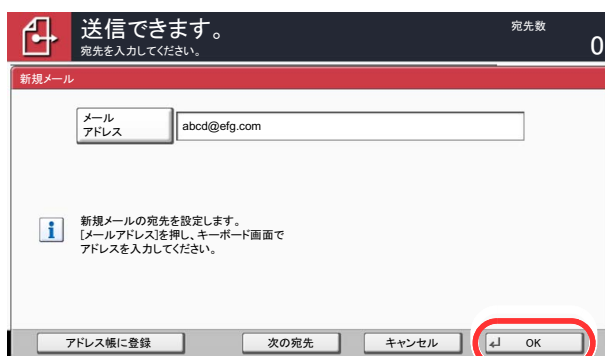 送信できます。
宛先を入力してください。
宛先数
0
新規メール
メール
アドレス
abcd@efg.com
新規メールの宛先を設定します。
[メールアドレス]を押し、キーボード画面で
アドレスを入力してください。
アドレス帳に登録
次の宛先
キャンセル
OK